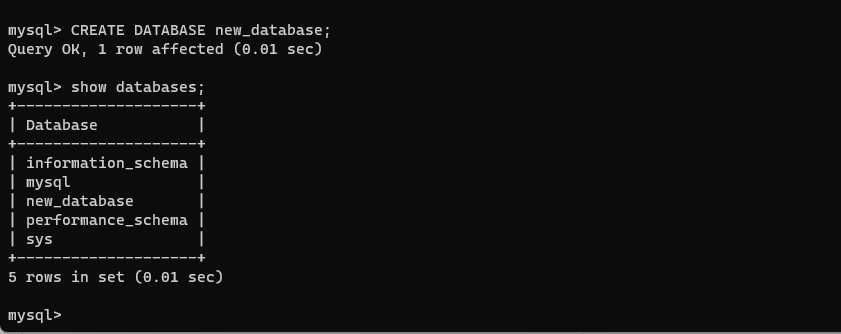 mysql> CREATE DATABASE new_database;
Query OK, 1 row affected (0.01 sec)
mysql> show databases;
+--------------------+
| Database           |
+--------------------+
| information_schema |
| mysql              |
| new_database       |
| performance_schema |
| sys                |
+--------------------+
5 rows in set (0.01 sec)
mysql>